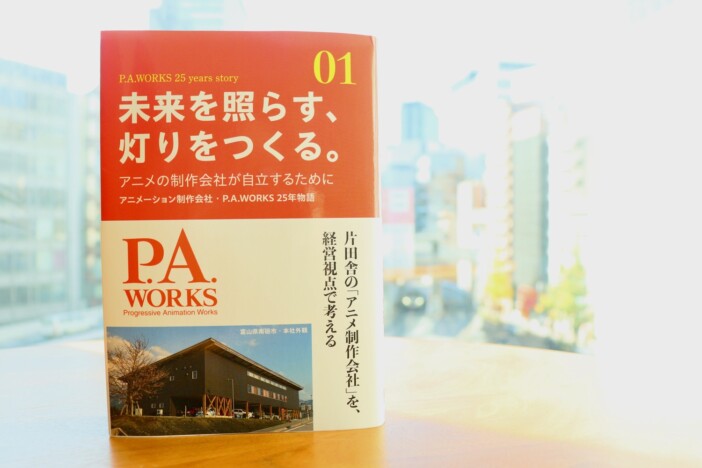 01
P.A.WORKS 25 years story
未来を照らす、
灯りをつくる。
アニメの制作会社が自立するために
アニメーション制作会社・P.A.WORKS 25年物語
片田舎の「アニメ制作会社」を、
経営視点で考える
P.A.
WORKS
Progressive Animation Works
富山県南砺市・本社外観